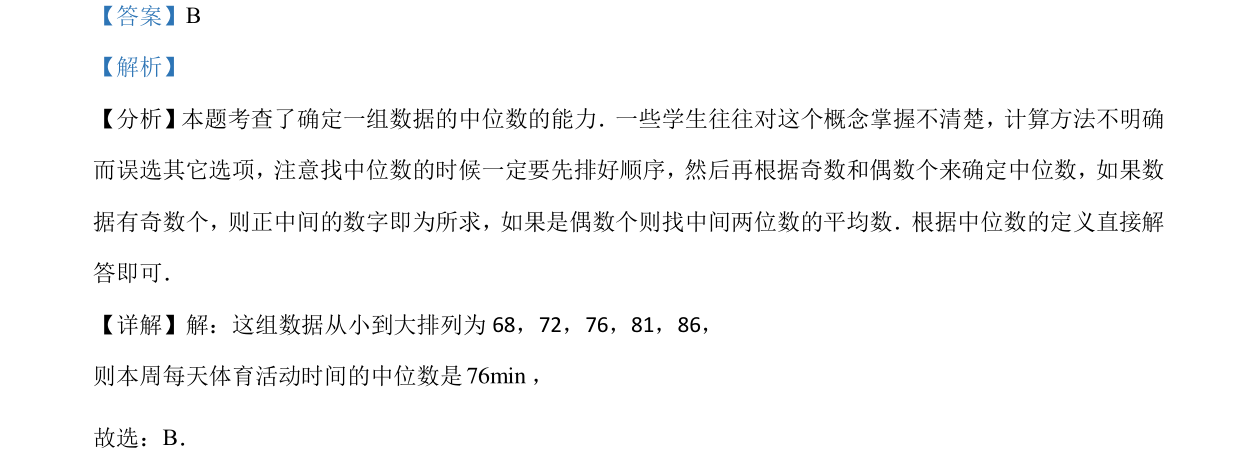 【答案】B
【解析】
【分析】本题考查了确定一组数据的中位数的能力．一些学生往往对这个概念掌握不清楚，计算方法不明确
而误选其它选项，注意找中位数的时候一定要先排好顺序，然后再根据奇数和偶数个来确定中位数，如果数
据有奇数个，则正中间的数字即为所求，如果是偶数个则找中间两位数的平均数．根据中位数的定义直接解
答即可．
【详解】解：这组数据从小到大排列为 68，72，76，81，86，
则本周每天体育活动时间的中位数是 76min ，
故选：B．